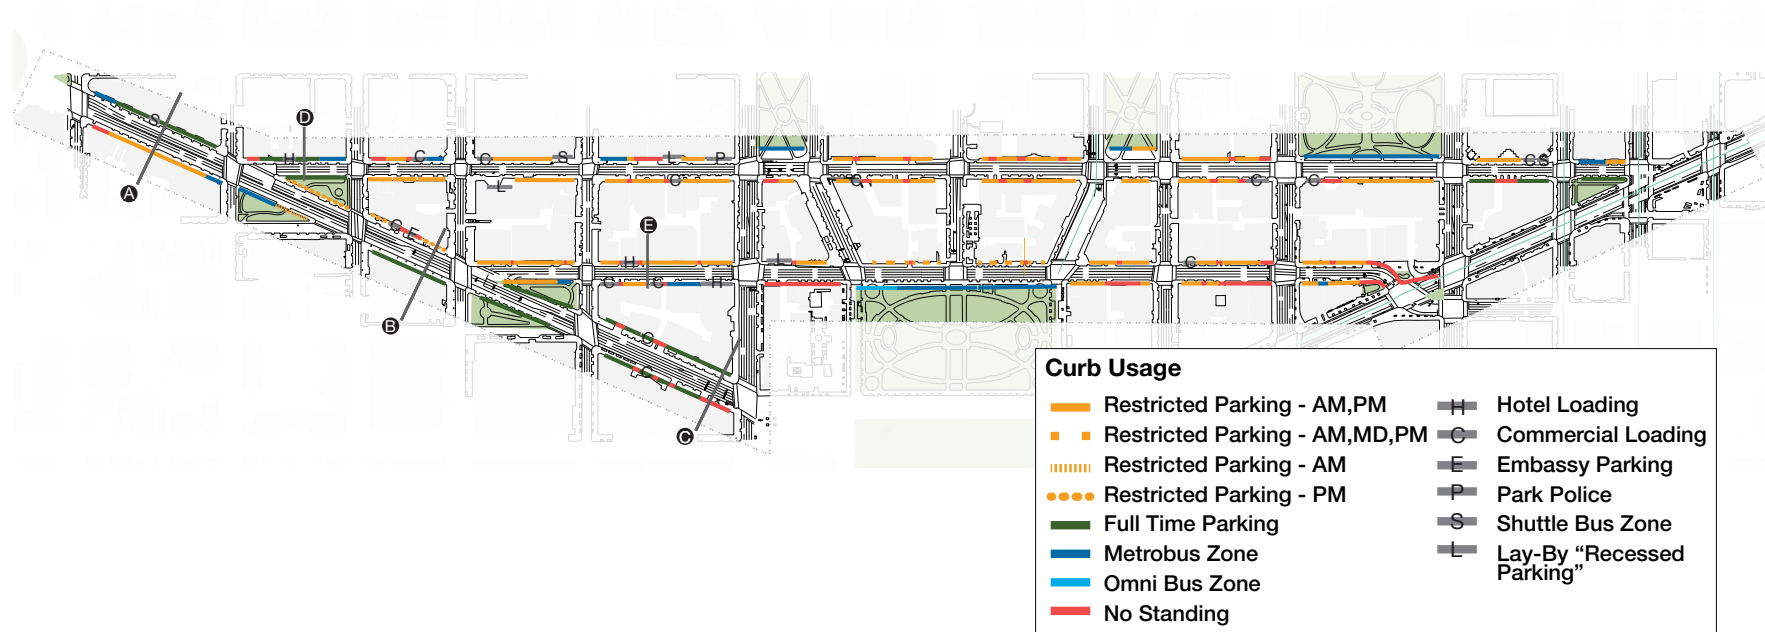 D
S
H
C
C
S
L
P
C
S
A
L
C
C
C
C
C
E
E
B
H
L
C
C
C
H
C
C
L
C
Curb Usage
Restricted Parking - AM,PM
Restricted Parking - AM,MD,PM
Restricted Parking - AM
Restricted Parking - PM
Full Time Parking
Metrobus Zone
Omni Bus Zone
No Standing
H Hotel Loading
C Commercial Loading
E Embassy Parking
P Park Police
S Shuttle Bus Zone
L Lay-By “Recessed
Parking”